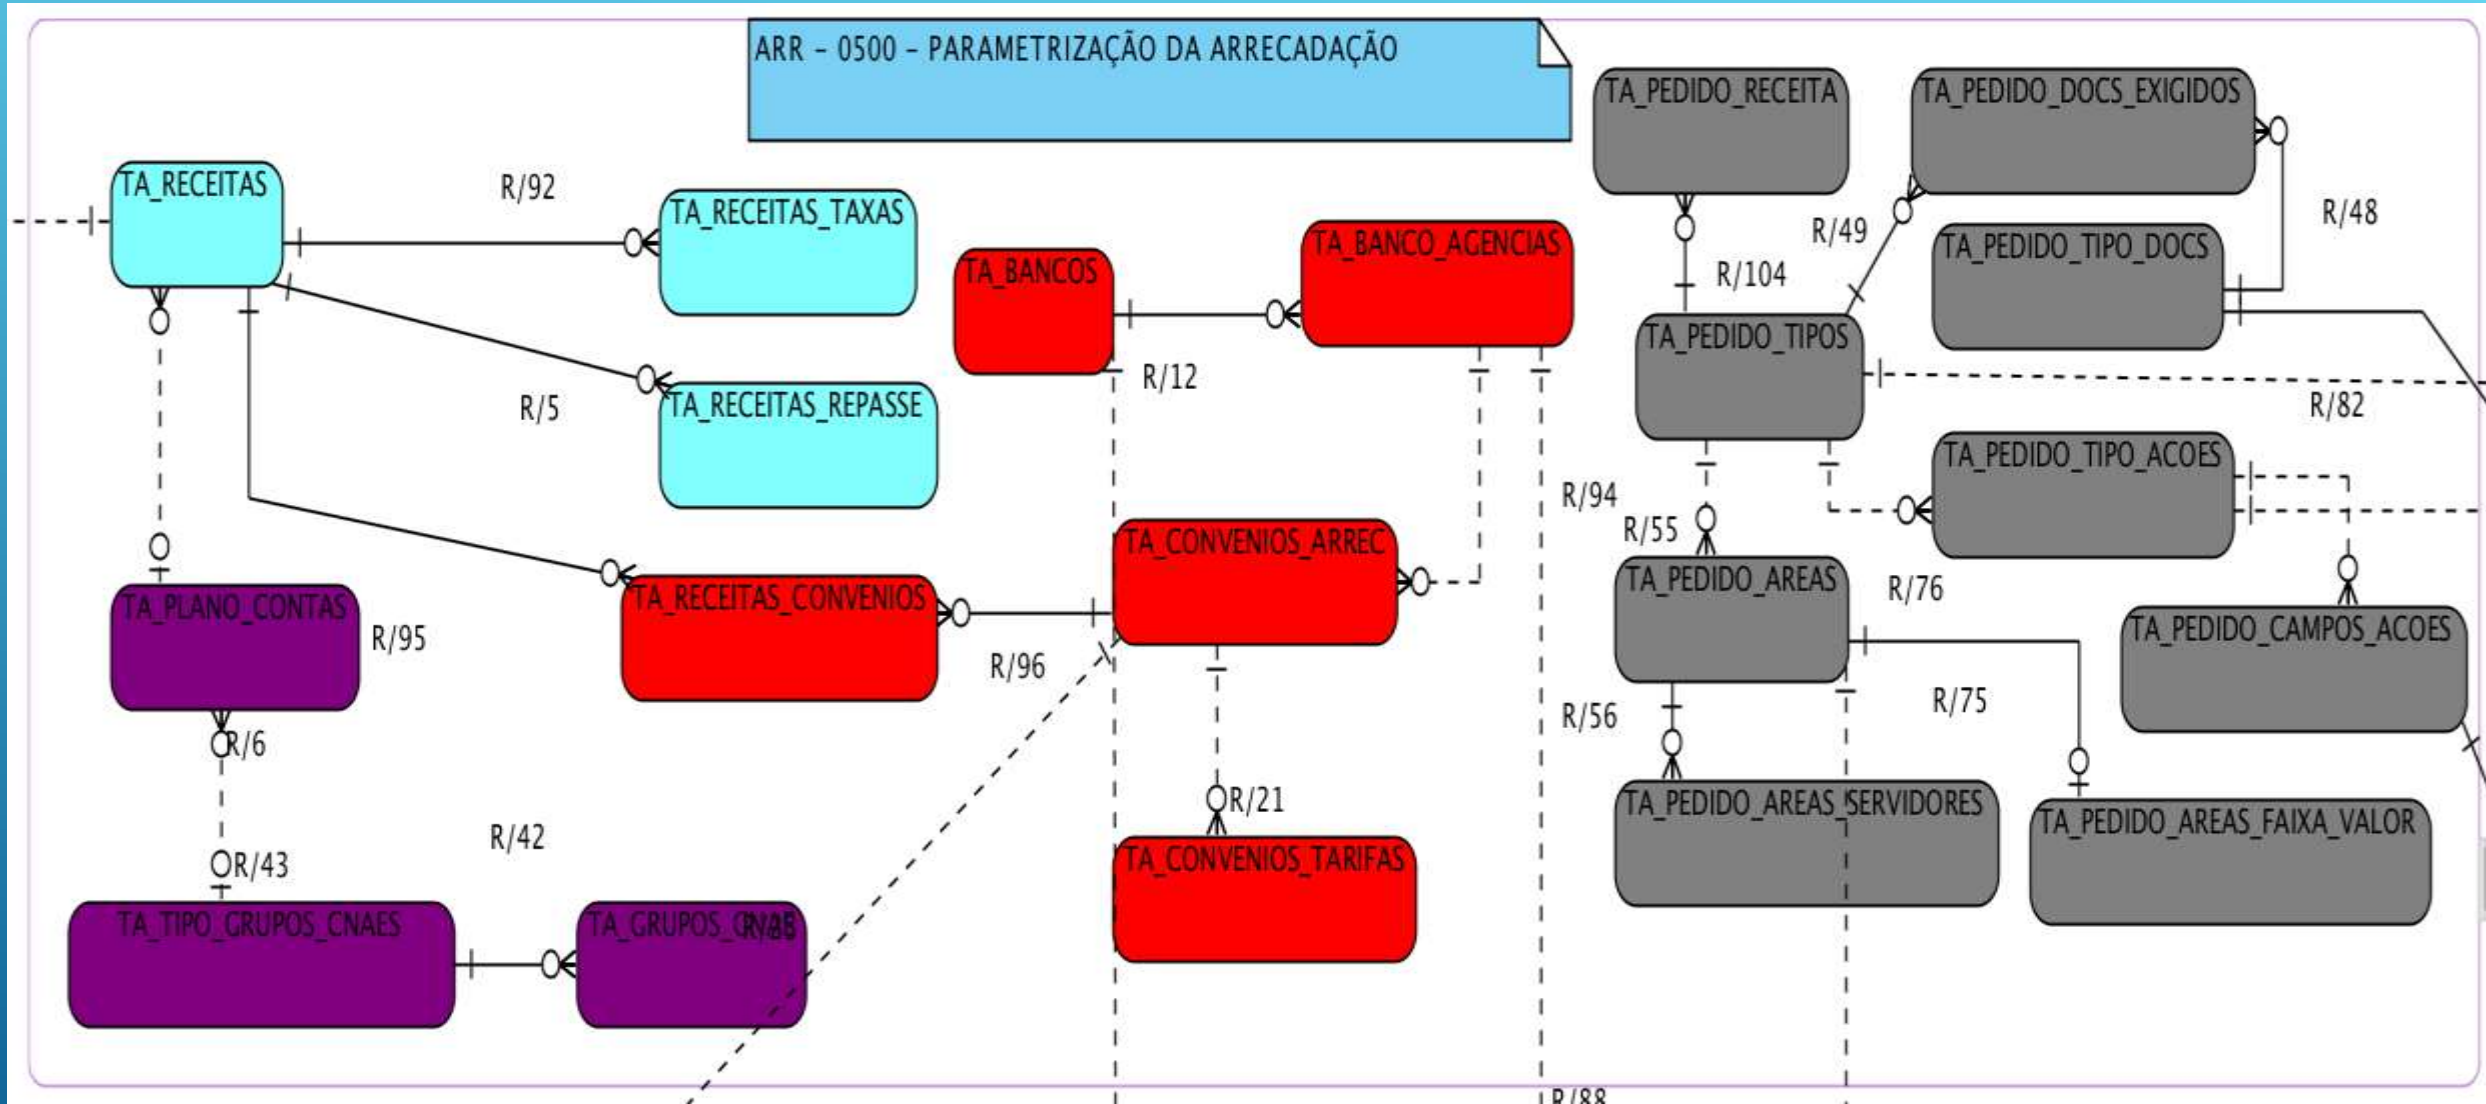 ARR – 0500 – PARAMETRIZAÇÃO DA ARRECADAÇÃO
TA_PEDIDO_RECEITA
TA_PEDIDO_DOCS_EXIGIDOS
TA_RECEITAS
R/92
TA_RECEITAS_TAXAS
TA_BANCOS
TA_BANCO_AGENCIAS
R/49
R/48
TA_PEDIDO_TIPO_DOCS
R/104
TA_PEDIDO_TIPOS
R/12
R/5
TA_RECEITAS_REPASSE
R/82
TA_PEDIDO_TIPO_ACOES
R/94
R/55
TA_CONVENIOS_ARREC
TA_PEDIDO_AREAS
R/76
TA_RECEITAS_CONVENIOS
TA_PLANO_CONTAS
R/95
R/96
TA_PEDIDO_CAMPOS_ACOES
R/75
R/56
R/6
R/21
TA_PEDIDO_AREAS_SERVIDORES
TA_PEDIDO_AREAS_FAIXA_VALOR
R/42
R/43
TA_CONVENIOS_TARIFAS
TA_TIPO_GRUPOS_CNAES
R/88